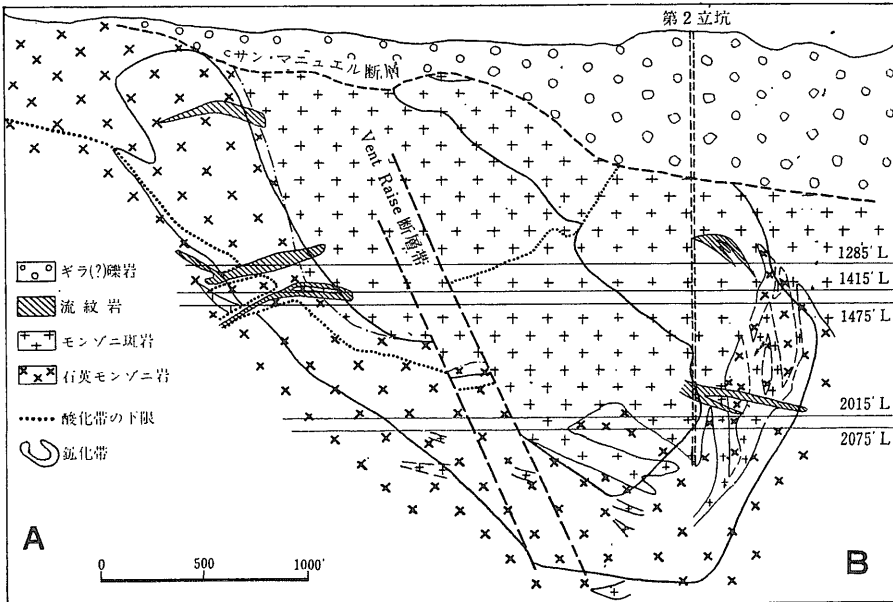 第2立坑
サン・マニュエル断層
Vent Raise 断層帯
1285' L
1415' L
1475' L
2015' L
2075' L
ギラ(?)礫岩
流紋岩
モンゾニ斑岩
石英モンゾニ岩
酸化帯の下限
鉱化帯
A
B
0 500 1000'